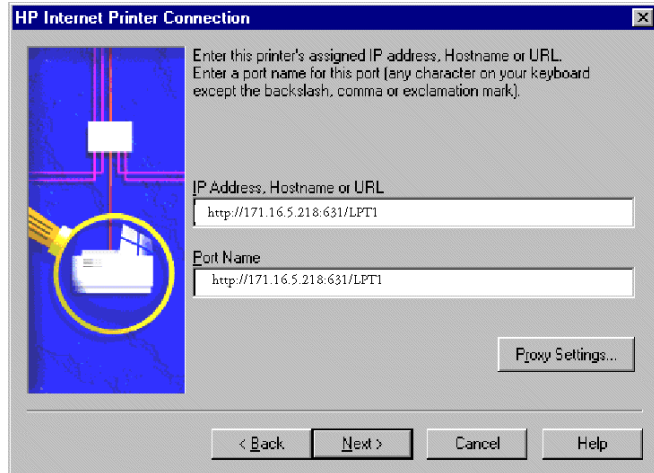 HP Internet Printer Connection
Enter this printer's assigned IP address, Hostname or URL.
Enter a port name for this port (any character on your keyboard
except the backslash, comma or exclamation mark).
IP Address, Hostname or URL
http://171.16.5.218:631/LPT1
Port Name
http://171.16.5.218:631/LPT1
Proxy Settings...
< Back Next > Cancel Help